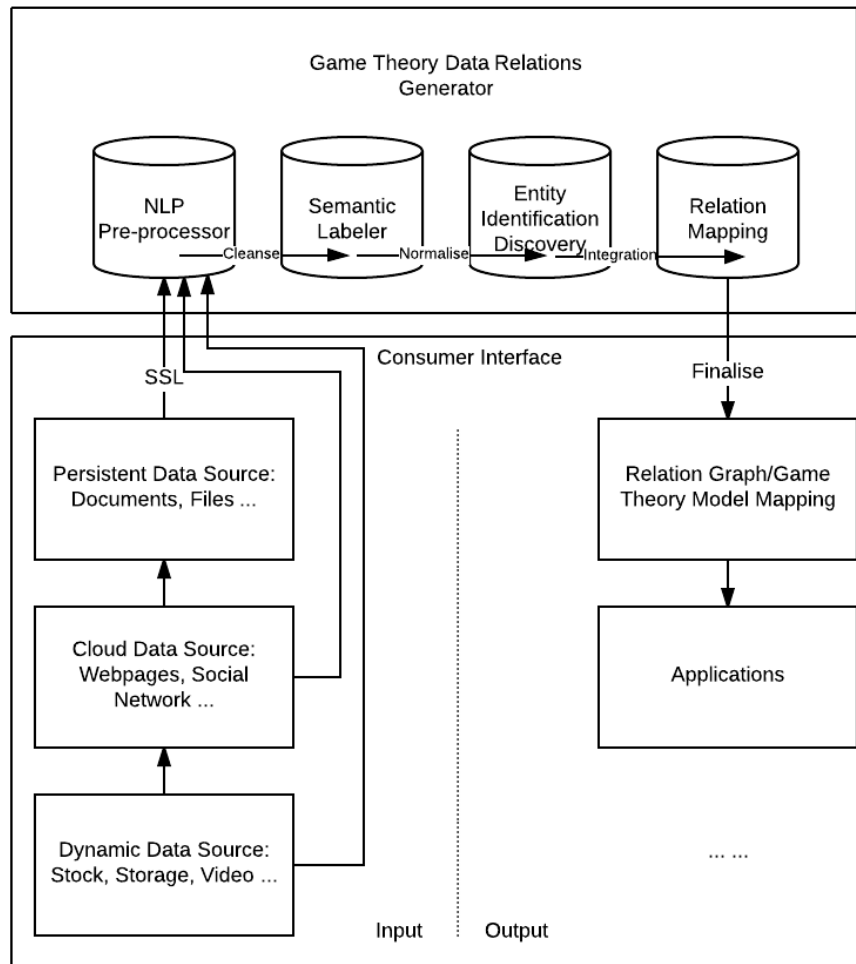 Game Theory Data Relations
Generator
NLP
Pre-processor
Cleanse
Semantic
Labeler
Normalise
Entity
Identification
Discovery
Integration
Relation
Mapping
Consumer Interface
SSL
Finalise
Persistent Data Source:
Documents, Files ...
Relation Graph/Game
Theory Model Mapping
Cloud Data Source:
Webpages, Social
Network ...
Applications
Dynamic Data Source:
Stock, Storage, Video ...
... ...
Input
Output